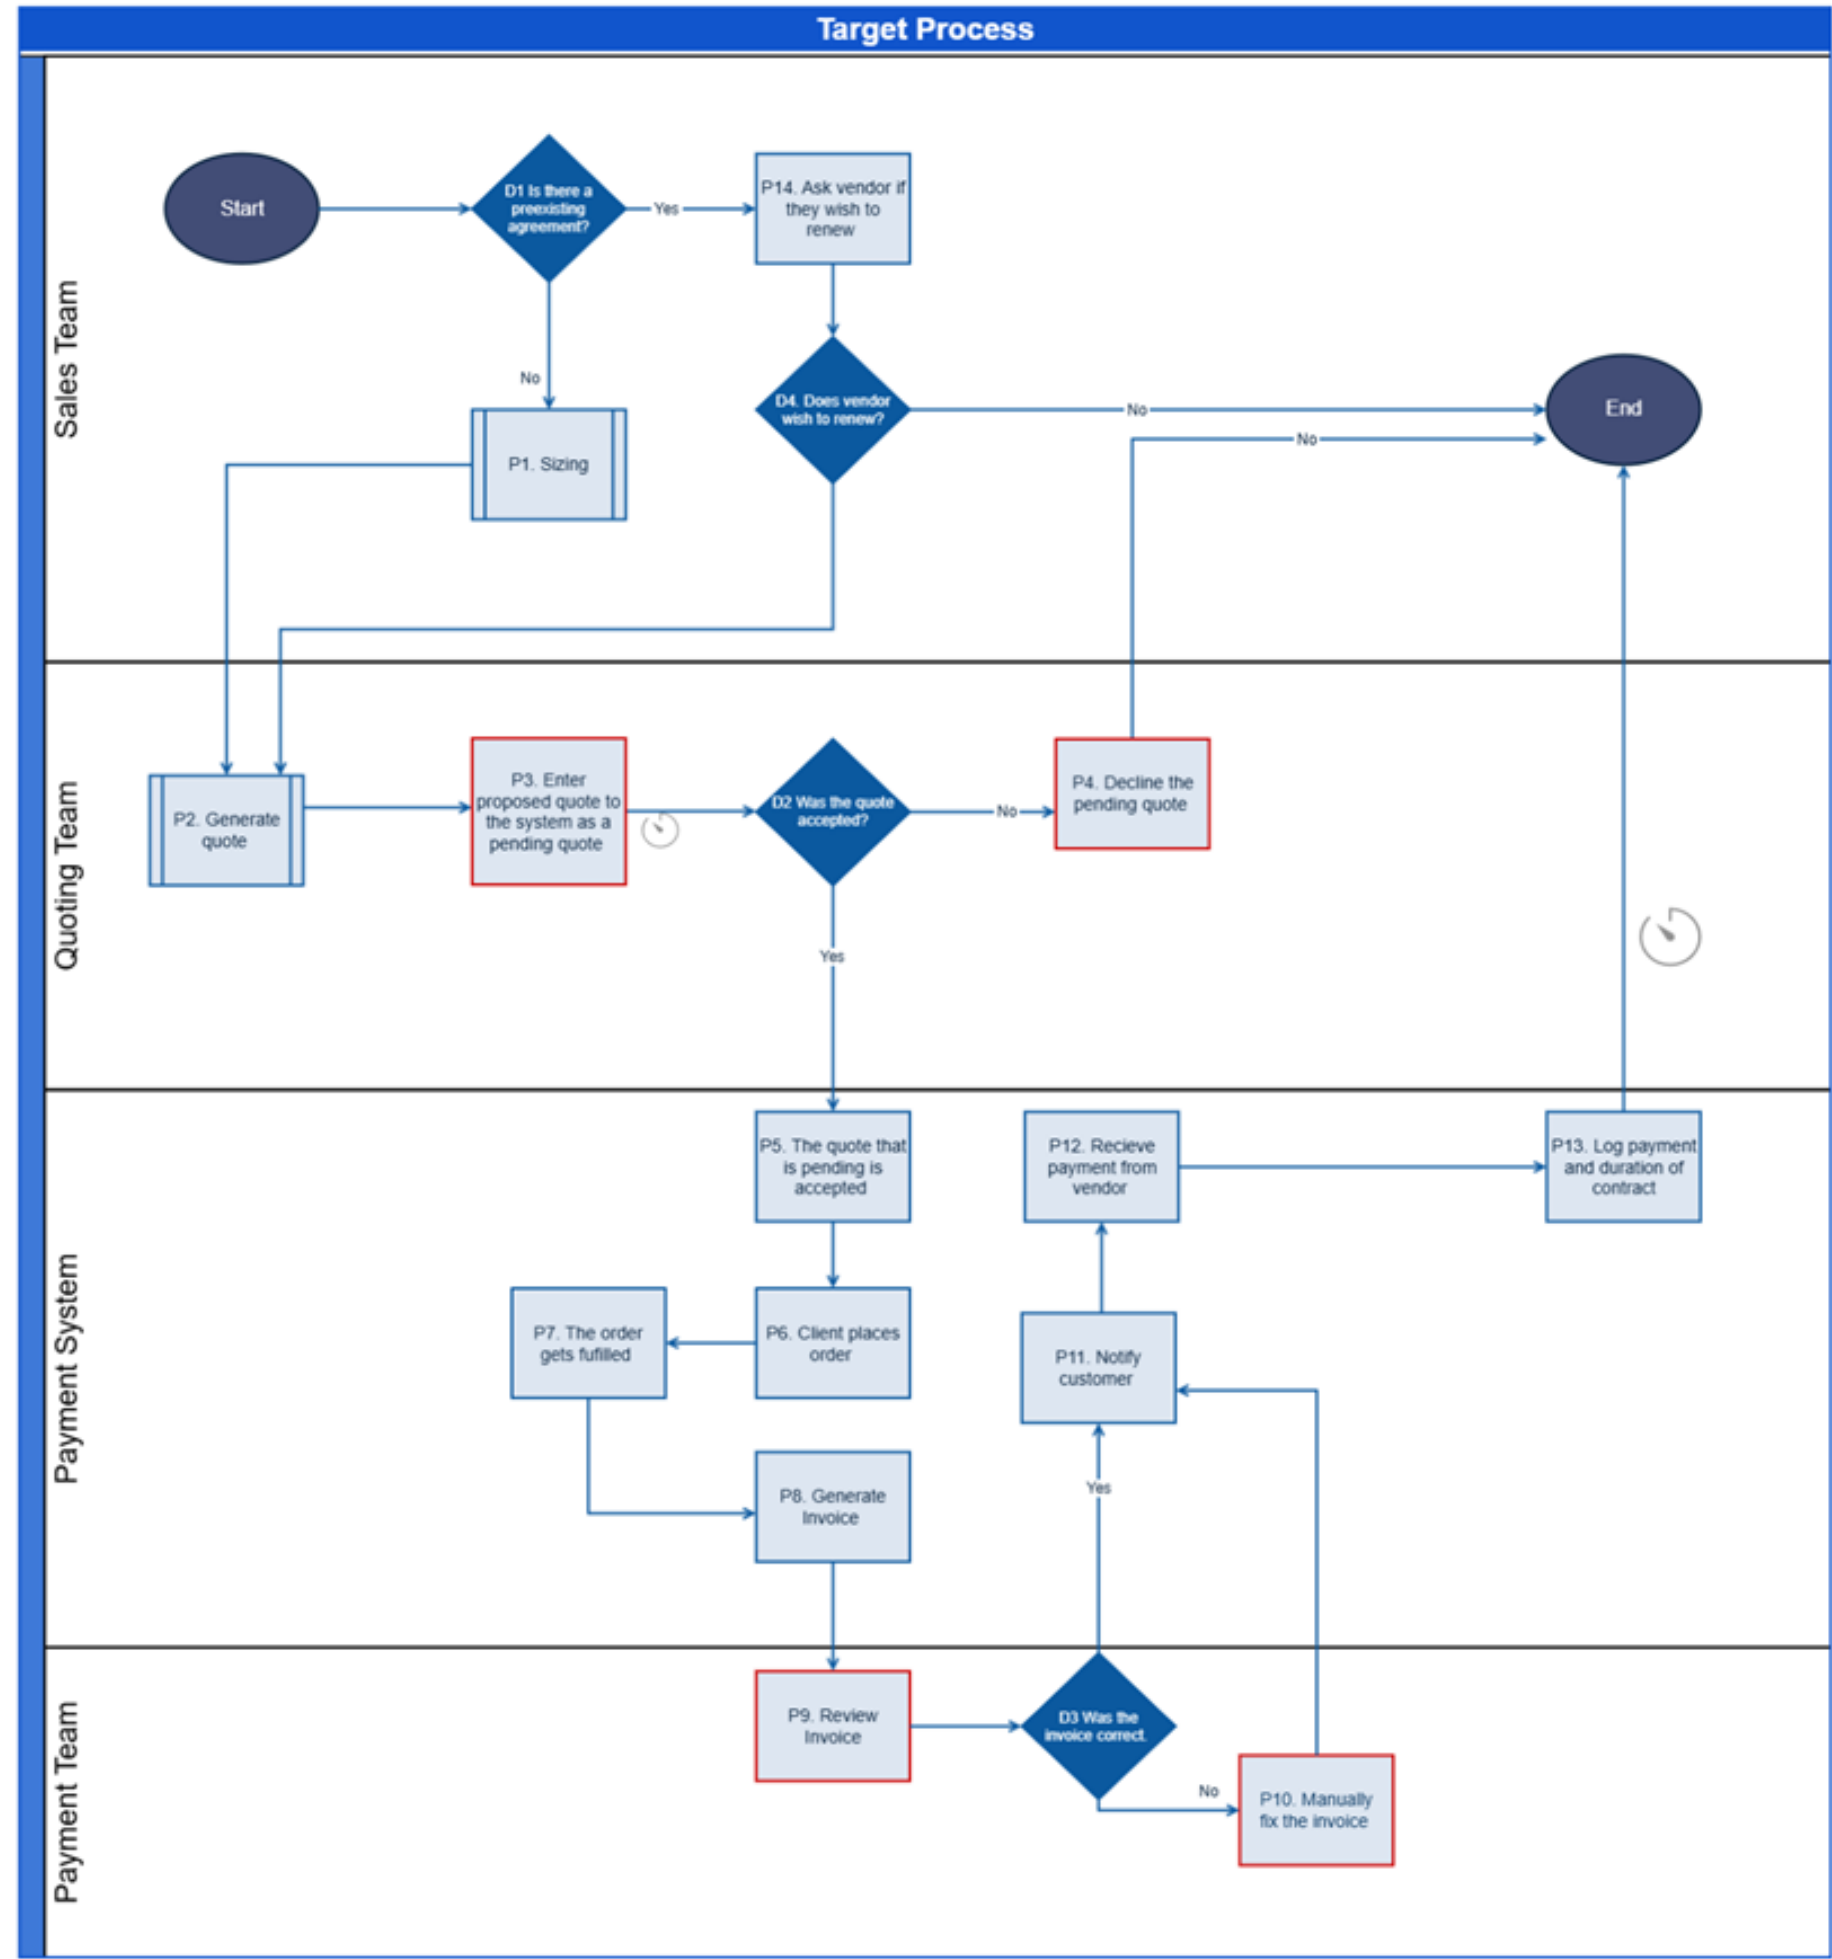 Target Process
Sales Team
Start
D1 Is there a
preexisting
agreement?
Yes
P14. Ask vendor if
they wish to
renew
No
D4. Does vendor
wish to renew?
No
No
End
P1. Sizing
Quoting Team
P2. Generate
quote
P3. Enter
proposed quote to
the system as a
pending quote
D2 Was the quote
accepted?
No
P4. Decline the
pending quote
Yes
Payment System
P5. The quote that
is pending is
accepted
P12. Recieve
payment from
vendor
P13. Log payment
and duration of
contract
P7. The order
gets fufilled
P6. Client places
order
P11. Notify
customer
P8. Generate
Invoice
Yes
Payment Team
P9. Review
Invoice
D3 Was the
invoice correct.
No
P10. Manually
fix the invoice